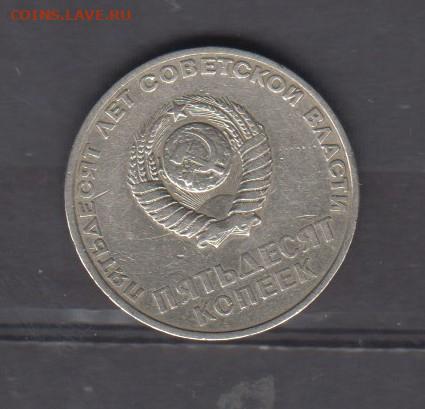 COINS.LAVE.RU
ПЯТЬДЕСЯТ ЛЕТ СОВЕТСКОЙ ВЛАСТИ
ПЯТЬДЕСЯТ
КОПЕЕК